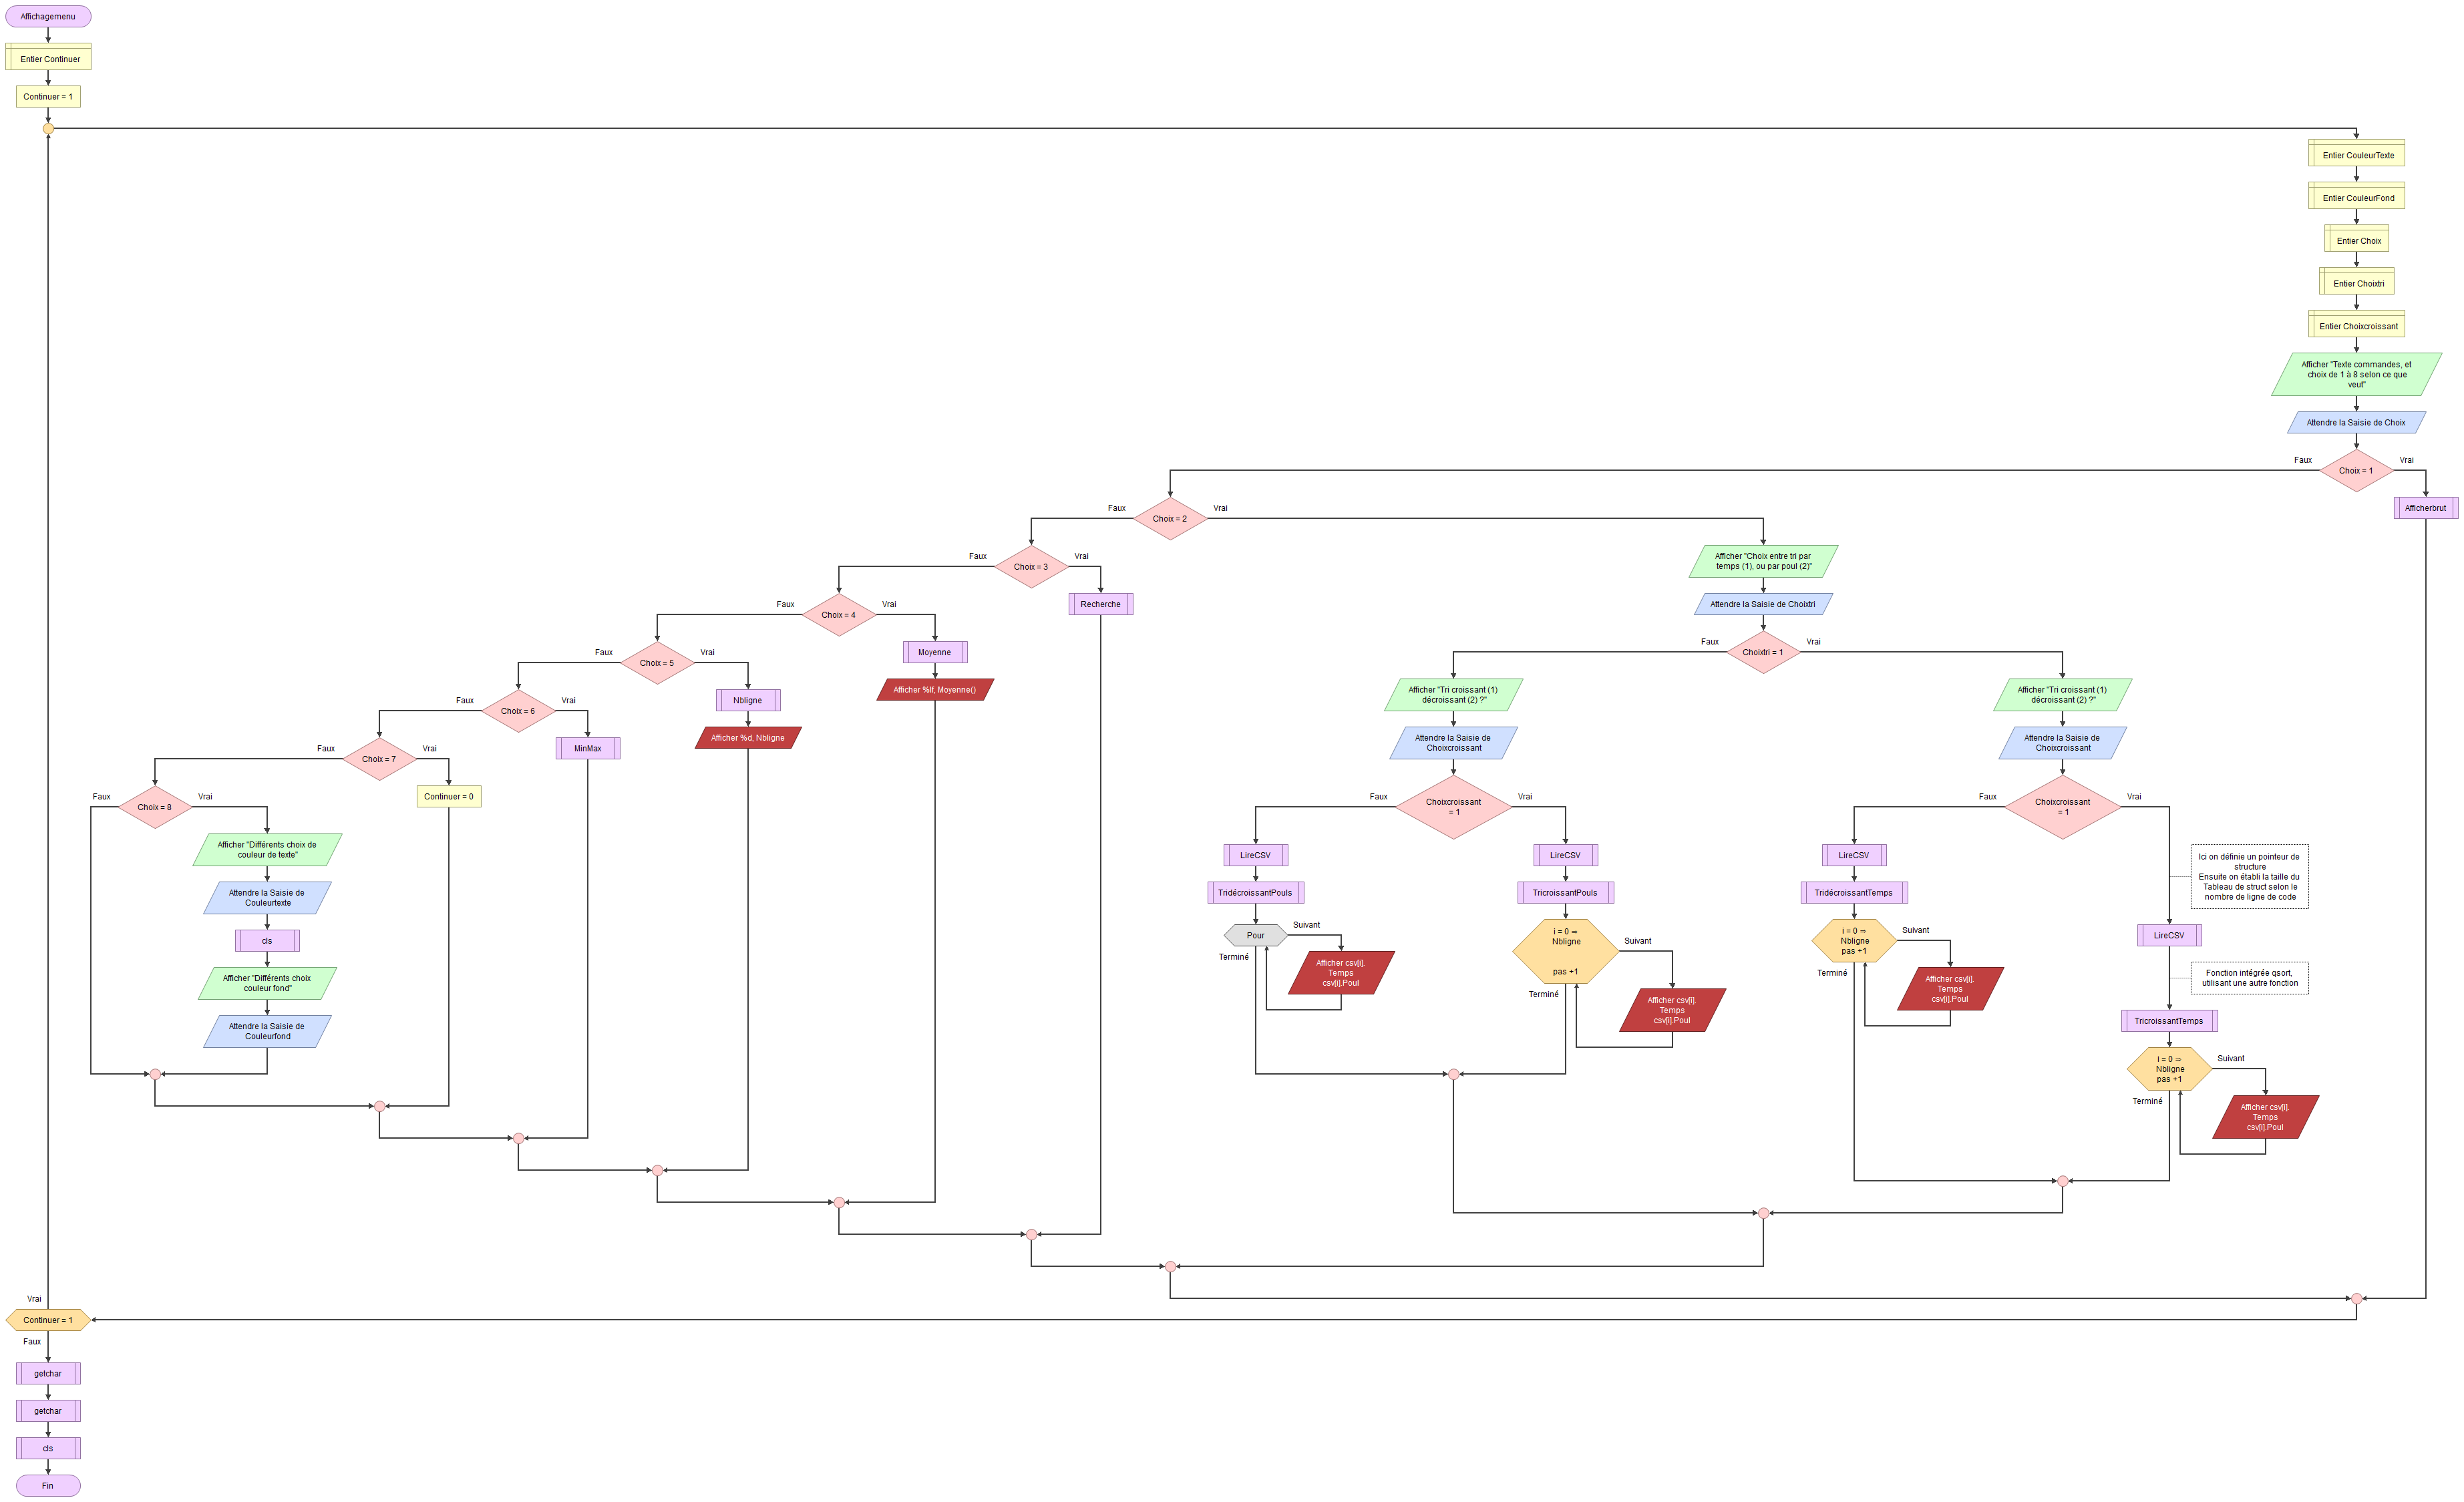 Affichagemenu
Entier Continuer
Continuer = 1
Entier CouleurTexte
Entier CouleurFond
Entier Choix
Entier Choixtri
Entier Choixcroissant
Afficher "Texte commandes, et
choix de 1 à 8 selon ce que
veut"
Attendre la Saisie de Choix
Faux
Choix = 1
Vrai
Afficherbrut
Faux
Choix = 2
Vrai
Afficher "Choix entre tri par
temps (1), ou par poul (2)"
Attendre la Saisie de Choixtri
Faux
Choixtri = 1
Vrai
Faux
Choix = 3
Vrai
Recherche
Faux
Choix = 4
Vrai
Moyenne
Afficher %lf, Moyenne()
Faux
Choix = 5
Vrai
Nbligne
Afficher %d, Nbligne
Faux
Choix = 6
Vrai
MinMax
Faux
Choix = 7
Vrai
Continuer = 0
Faux
Choix = 8
Vrai
Afficher "Différents choix de
couleur de texte"
Attendre la Saisie de
Couleurtexte
cls
Afficher "Différents choix
couleur fond"
Attendre la Saisie de
Couleurfond
Afficher "Tri croissant (1)
décroissant (2) ?"
Attendre la Saisie de
Choixcroissant
Faux
Choixcroissant
= 1
Vrai
LireCSV
TridécroissantPouls
Pour
Suivant
Terminé
Afficher csv[i].
Temps
csv[i].Poul
LireCSV
TricroissantPouls
i = 0 ⇒
Nbligne
pas +1
Suivant
Terminé
Afficher csv[i].
Temps
csv[i].Poul
Afficher "Tri croissant (1)
décroissant (2) ?"
Attendre la Saisie de
Choixcroissant
Faux
Choixcroissant
= 1
Vrai
LireCSV
TridécroissantTemps
i = 0 ⇒
Nbligne
pas +1
Suivant
Terminé
Afficher csv[i].
Temps
csv[i].Poul
Ici on définie un pointeur de
structure
Ensuite on établi la taille du
Tableau de struct selon le
nombre de ligne de code
LireCSV
Fonction intégrée qsort,
utilisant une autre fonction
TricroissantTemps
i = 0 ⇒
Nbligne
pas +1
Suivant
Terminé
Afficher csv[i].
Temps
csv[i].Poul
Vrai
Continuer = 1
Faux
getchar
getchar
cls
Fin